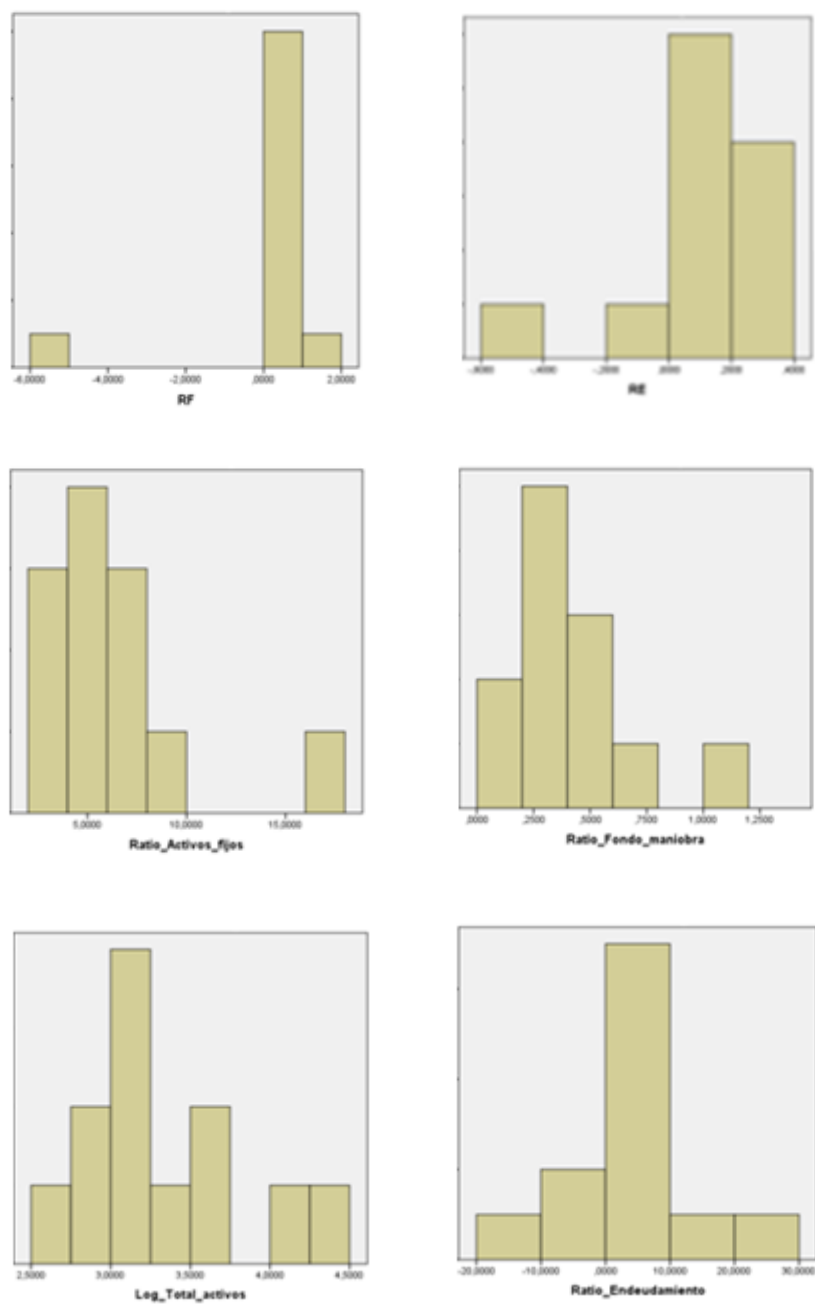 -6,0000 -4,0000 -2,0000 ,0000 2,0000
RF
-,6000 -,4000 -,2000 ,0000 ,2000 ,4000
RE
5,0000 10,0000 15,0000
Ratio_Activos_fijos
,0000 ,2500 ,5000 ,7500 1,0000 1,2500
Ratio_Fondo_maniobra
2,5000 3,0000 3,5000 4,0000 4,5000
Log_Total_activos
-20,0000 -10,0000 ,0000 10,0000 20,0000 30,0000
Ratio_Endeudamiento